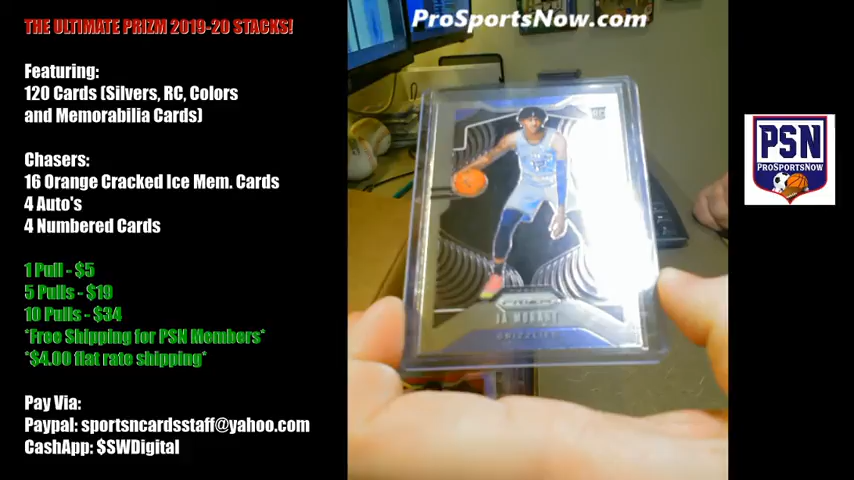 THE ULTIMATE PRIZM 2019-20 STACKS!
Featuring:
120 Cards (Silvers, RC, Colors
and Memorabilia Cards)
Chasers:
16 Orange Cracked Ice Mem. Cards
4 Auto's
4 Numbered Cards
1 Pull - $5
5 Pulls - $19
10 Pulls - $34
*Free Shipping for PSN Members*
*$4.00 flat rate shipping*
Pay Via:
Paypal: sportsncardsstaff@yahoo.com
CashApp: $SWDigital
ProSportsNow.com
RC
PRIZM
JA MORANT
GRIZZLIES
PSN
PROSPORTSNOW